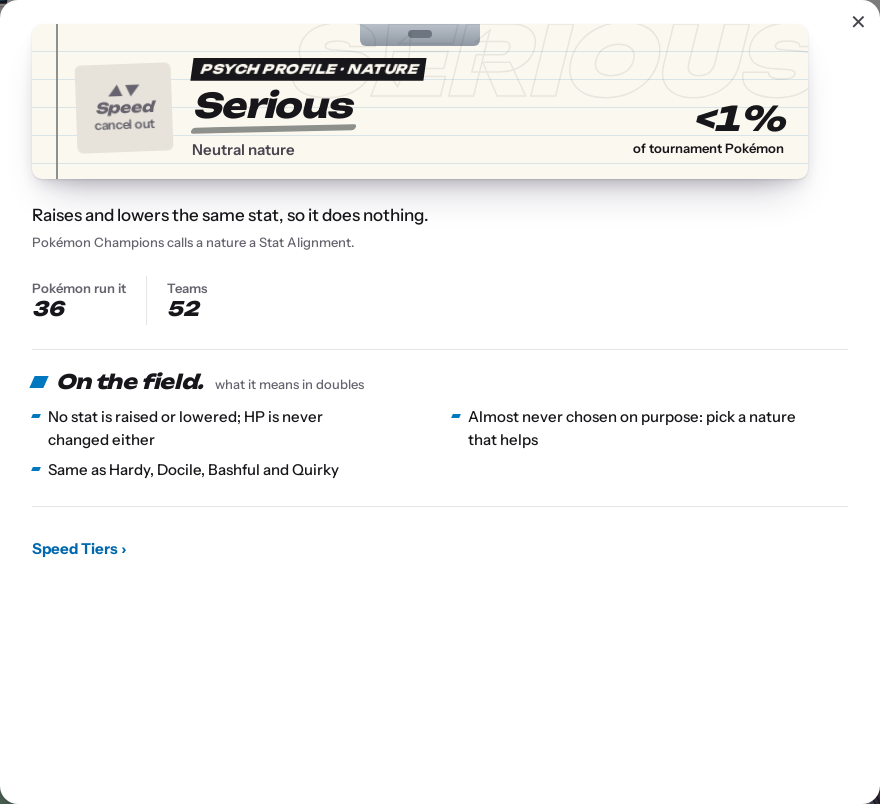 SERIOUS
PSYCH PROFILE · NATURE
▲▼
Speed
cancel out
Serious
Neutral nature
<1%
of tournament Pokémon
Raises and lowers the same stat, so it does nothing.
Pokémon Champions calls a nature a Stat Alignment.
Pokémon run it
36
Teams
52
On the field. what it means in doubles
No stat is raised or lowered; HP is never
changed either
Same as Hardy, Docile, Bashful and Quirky
Almost never chosen on purpose: pick a nature
that helps
Speed Tiers ›